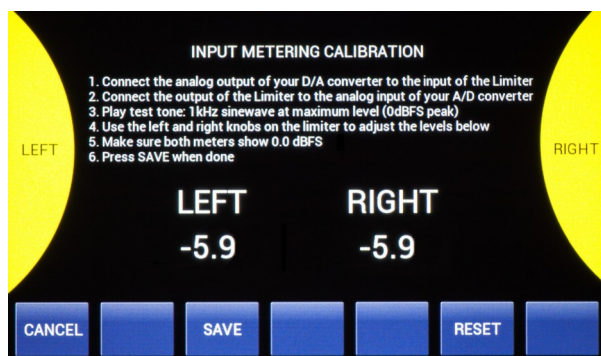 INPUT METERING CALIBRATION
1. Connect the analog output of your D/A converter to the input of the Limiter
2. Connect the output of the Limiter to the analog input of your A/D converter
3. Play test tone: 1kHz sinewave at maximum level (0dBFS peak)
4. Use the left and right knobs on the limiter to adjust the levels below
5. Make sure both meters show 0.0 dBFS
6. Press SAVE when done
LEFT
RIGHT
LEFT RIGHT
-5.9 -5.9
CANCEL SAVE RESET